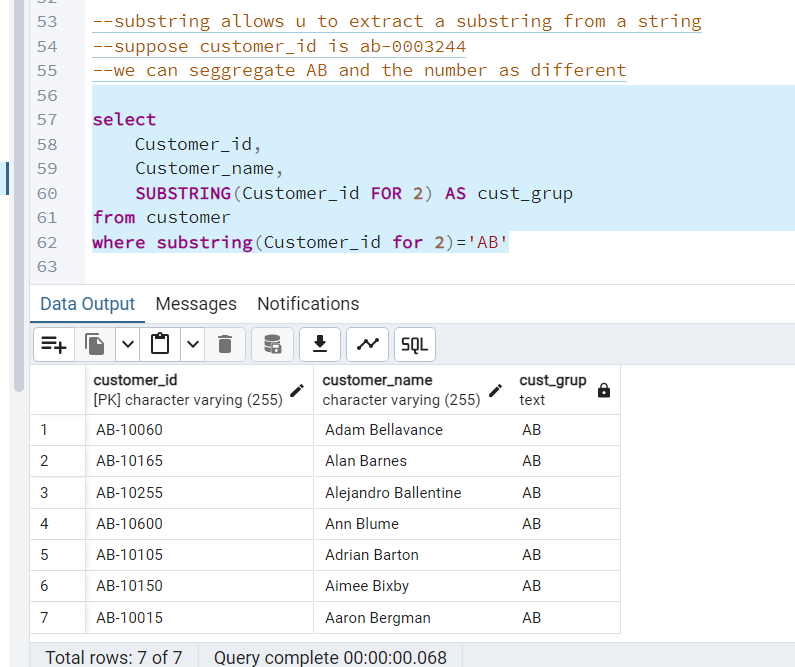 53 --substring allows u to extract a substring from a string
54 --suppose customer_id is ab-0003244
55 --we can seggregate AB and the number as different
56
57 select
58 Customer_id,
59 Customer_name,
60 SUBSTRING(Customer_id FOR 2) AS cust_grup
61 from customer
62 where substring(Customer_id for 2)='AB'
63
Data Output Messages Notifications
SQL
customer_id customer_name cust_grup
[PK] character varying (255) character varying (255) text
1 AB-10060 Adam Bellavance AB
2 AB-10165 Alan Barnes AB
3 AB-10255 Alejandro Ballentine AB
4 AB-10600 Ann Blume AB
5 AB-10105 Adrian Barton AB
6 AB-10150 Aimee Bixby AB
7 AB-10015 Aaron Bergman AB
Total rows: 7 of 7 Query complete 00:00:00.068